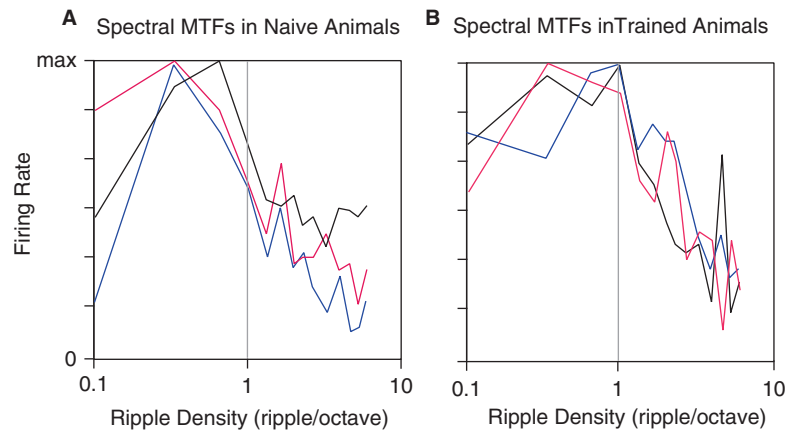 A
Spectral MTFs in Naive Animals
max
Firing Rate
0
0.1
1
10
Ripple Density (ripple/octave)
B
Spectral MTFs inTrained Animals
0.1
1
10
Ripple Density (ripple/octave)